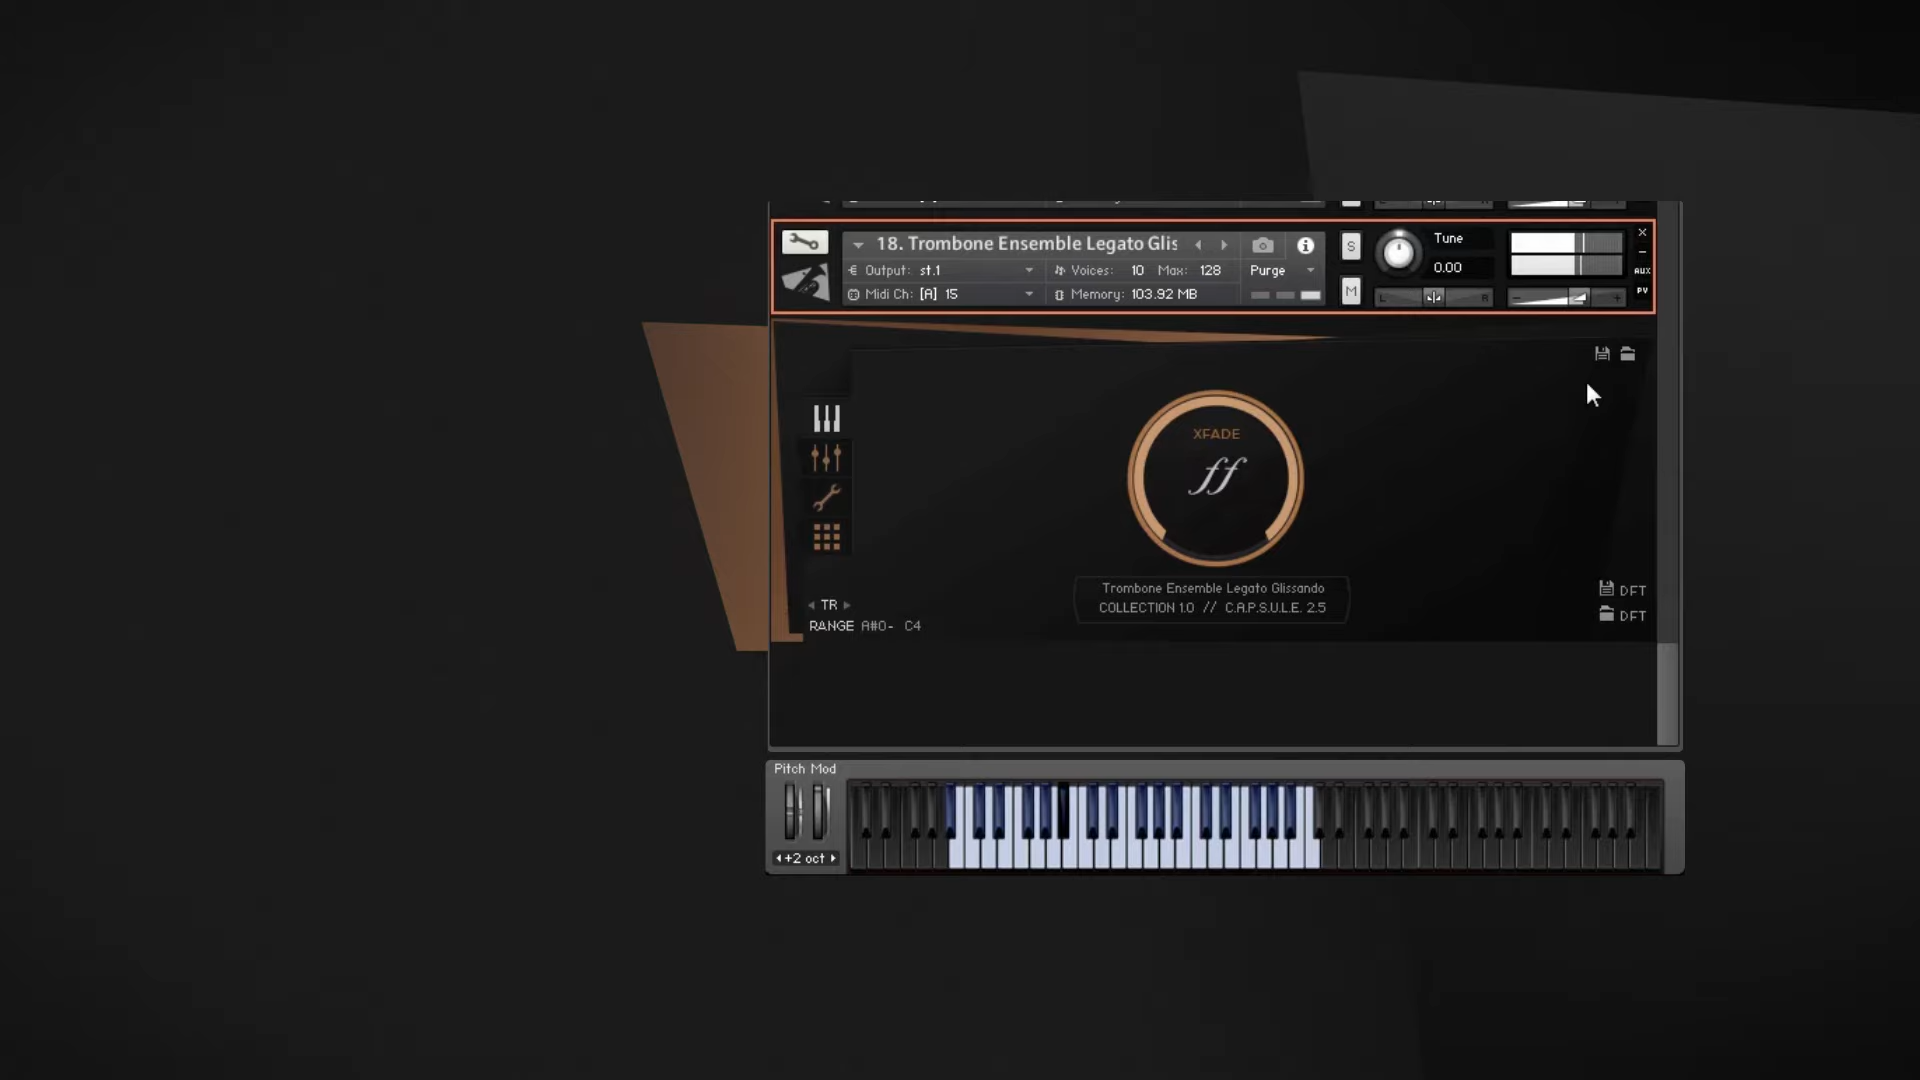 18. Trombone Ensemble Legato Glis
Output: st.1
Voices: 10 Max: 128
Purge
Midi Ch: [A] 15
Memory: 103.92 MB
S
M
Tune
0.00
L R
AUX
PV
XFADE
ff
Trombone Ensemble Legato Glissando
COLLECTION 1.0 // C.A.P.S.U.L.E. 2.5
TR
RANGE A#0- C4
DFT
DFT
Pitch Mod
+2 oct